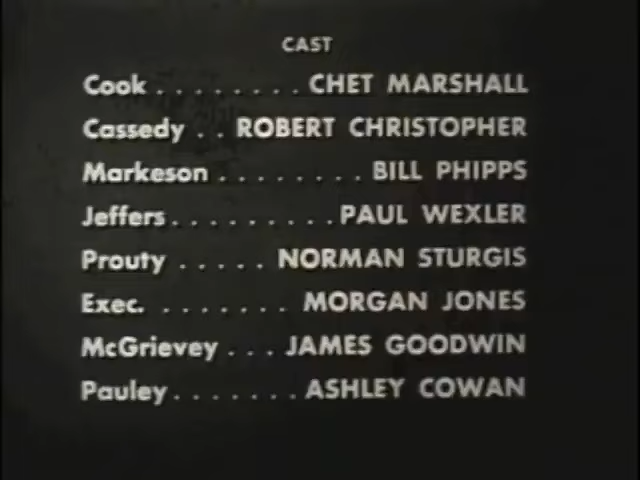 CAST
Cook . . . . . . . . CHET MARSHALL
Cassedy . . ROBERT CHRISTOPHER
Markeson . . . . . . . . BILL PHIPPS
Jeffers . . . . . . . . . PAUL WEXLER
Prouty . . . . . NORMAN STURGIS
Exec. . . . . . . . MORGAN JONES
McGrievey . . . JAMES GOODWIN
Pauley . . . . . . . ASHLEY COWAN